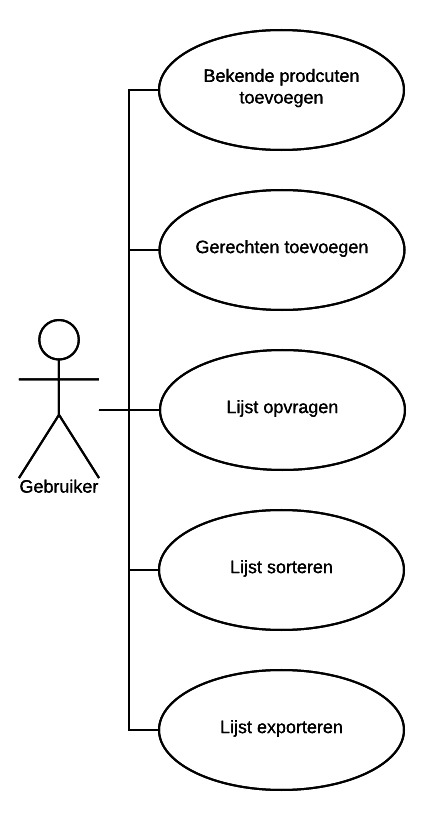 Bekende prodcuten
toevoegen
Gerechten toevoegen
Lijst opvragen
Gebruiker
Lijst sorteren
Lijst exporteren